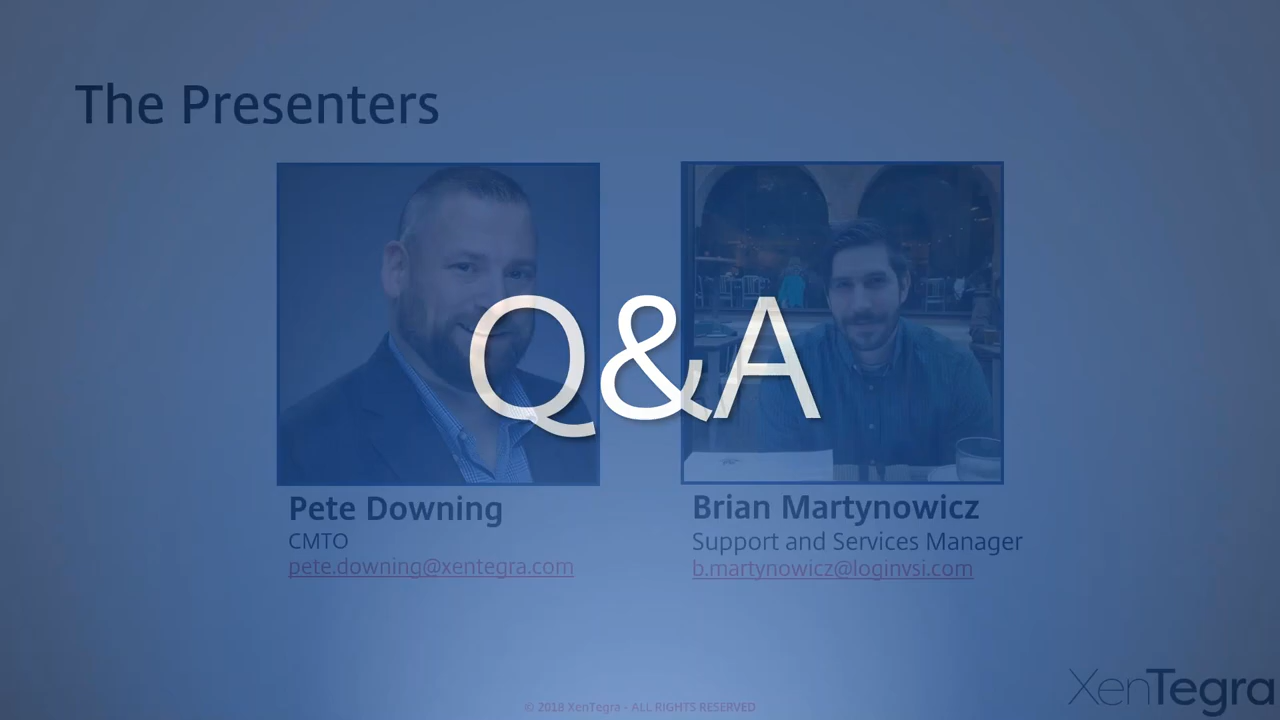 The Presenters
Q&A
Pete Downing
CMTO
pete.downing@xentegra.com
Brian Martynowicz
Support and Services Manager
b.martynowicz@loginvsi.com
XenTegra
© 2018 XenTegra - ALL RIGHTS RESERVED